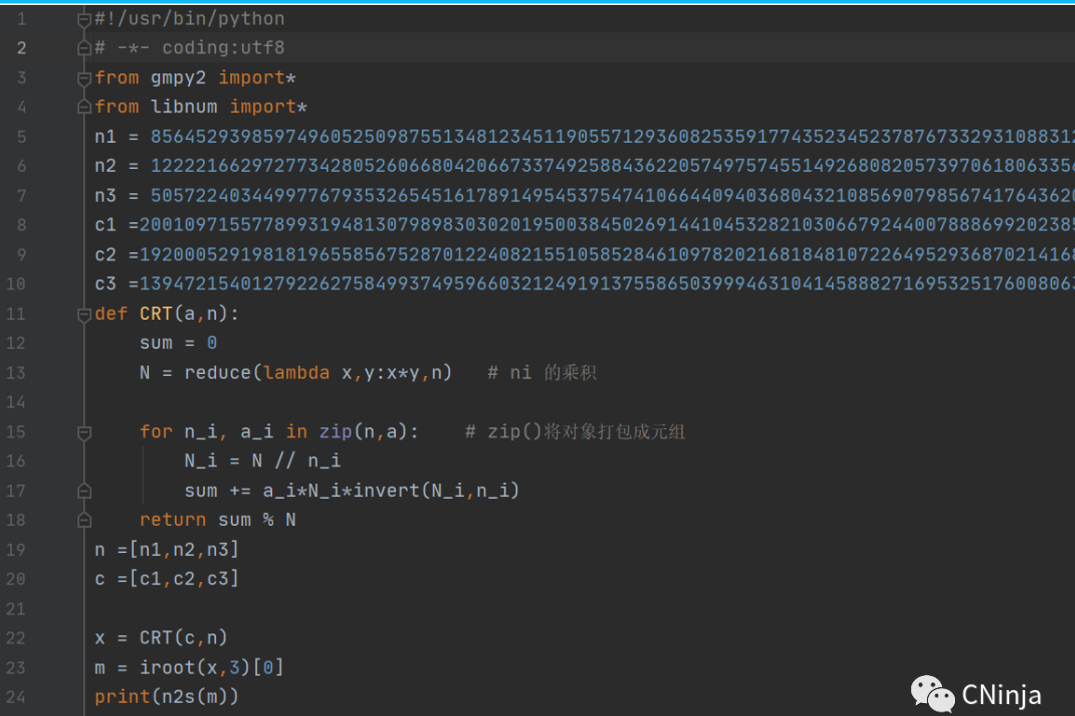 1 #!/usr/bin/python
2 # -*- coding:utf8
3 from gmpy2 import*
4 from libnum import*
5 n1 = 85645293985974960525098755134812345119055712936082535917743523452378767332931088312
6 n2 = 12222166297277342805260668042066733749258843622057497574551492680820573970618063356
7 n3 = 50572240344997767935326545161789149545375474106644094036804321085690798567417643620
8 c1 =200109715577899319481307989830302019500384502691441045328210306679244007888699202385
9 c2 =192000529198181965585675287012240821551058528461097820216818481072264952936870214168
10 c3 =139472154012792262758499374959660321249191375586503999463104145888827169532517600806
11 def CRT(a,n):
12 sum = 0
13 N = reduce(lambda x,y:x*y,n) # ni 的乘积
14
15 for n_i, a_i in zip(n,a): # zip()将对象打包成元组
16 N_i = N // n_i
17 sum += a_i*N_i*invert(N_i,n_i)
18 return sum % N
19 n =[n1,n2,n3]
20 c =[c1,c2,c3]
21
22 x = CRT(c,n)
23 m = iroot(x,3)[0]
24 print(n2s(m))
CNinja